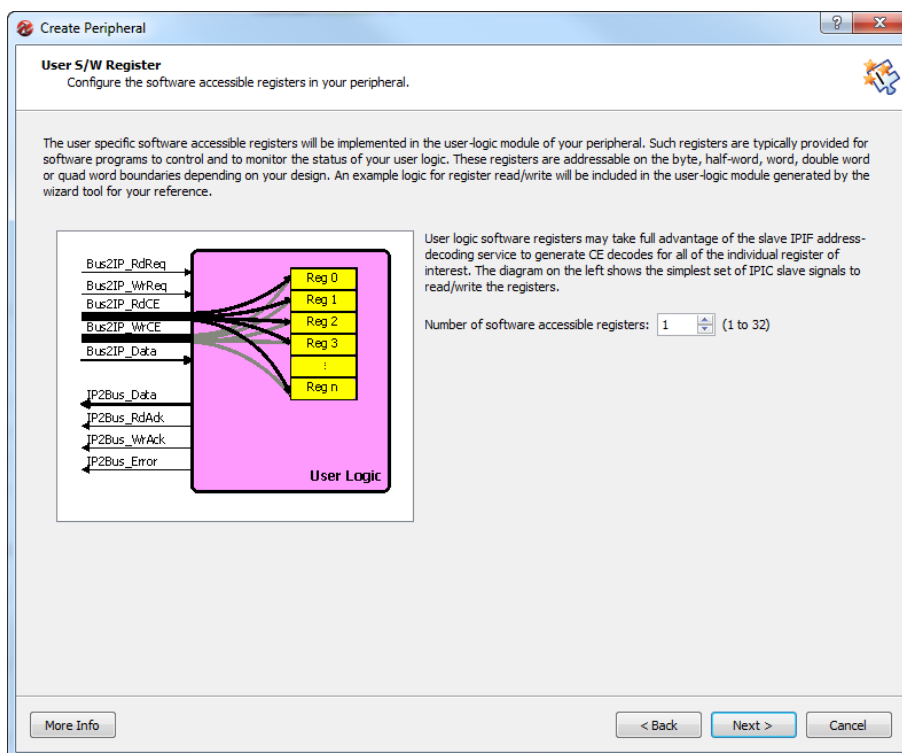 Create Peripheral
?
X
User S/W Register
Configure the software accessible registers in your peripheral.
The user specific software accessible registers will be implemented in the user-logic module of your peripheral. Such registers are typically provided for
software programs to control and to monitor the status of your user logic. These registers are addressable on the byte, half-word, word, double word
or quad word boundaries depending on your design. An example logic for register read/write will be included in the user-logic module generated by the
wizard tool for your reference.
Bus2IP_RdReq
Bus2IP_WrReq
Bus2IP_RdCE
Bus2IP_WrCE
Bus2IP_Data
IP2Bus_Data
IP2Bus_RdAck
IP2Bus_WrAck
IP2Bus_Error
Reg 0
Reg 1
Reg 2
Reg 3
⋮
Reg n
User Logic
User logic software registers may take full advantage of the slave IPIF address-
decoding service to generate CE decodes for all of the individual register of
interest. The diagram on the left shows the simplest set of IPIC slave signals to
read/write the registers.
Number of software accessible registers: 1 (1 to 32)
More Info
< Back
Next >
Cancel